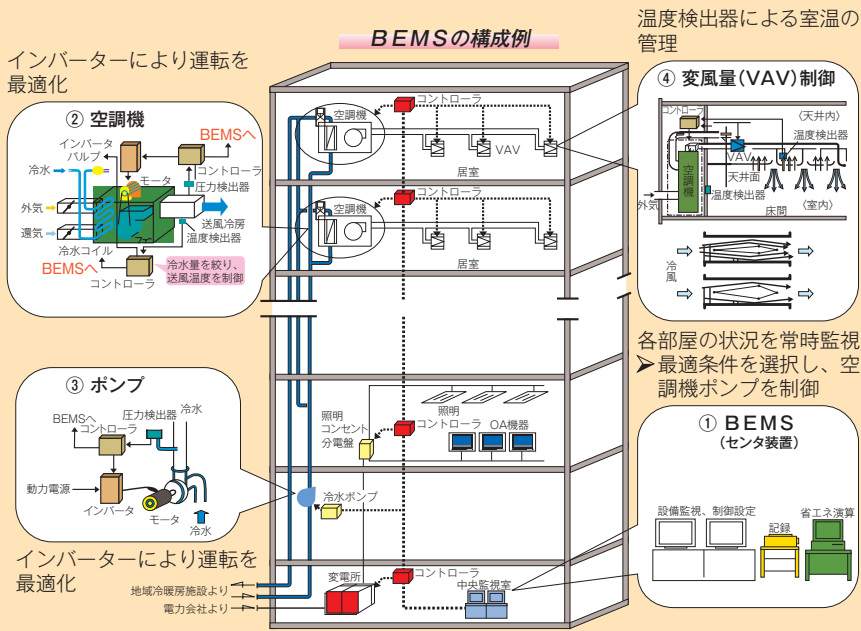 BEMSの構成例
インバーターにより運転を
最適化
② 空調機
BEMSへ
インバータ
バルブ
コントローラ
冷水
モータ
圧力検出器
外気
送風冷房
還気
温度検出器
冷水コイル
BEMSへ
コントローラ
冷水量を絞り、
送風温度を制御
③ ポンプ
BEMSへ
コントローラ
圧力検出器
冷水
動力電源
インバータ
モータ
冷水
インバーターにより運転を
最適化
地域冷暖房施設より
電力会社より
コントローラ
空調機
VAV
居室
コントローラ
空調機
居室
照明
コンセント
分電盤
照明
コントローラ
OA機器
冷水ポンプ
変電所
コントローラ
中央監視室
温度検出器による室温の
管理
④ 変風量(VAV)制御
コントローラ
〈天井内〉
温度検出器
VAV
天井面
空調機
温度検出器
外気
〈室内〉
床間
冷風
各部屋の状況を常時監視
➤最適条件を選択し、空
調機ポンプを制御
① BEMS
(センタ装置)
設備監視、制御設定
記録
省エネ演算